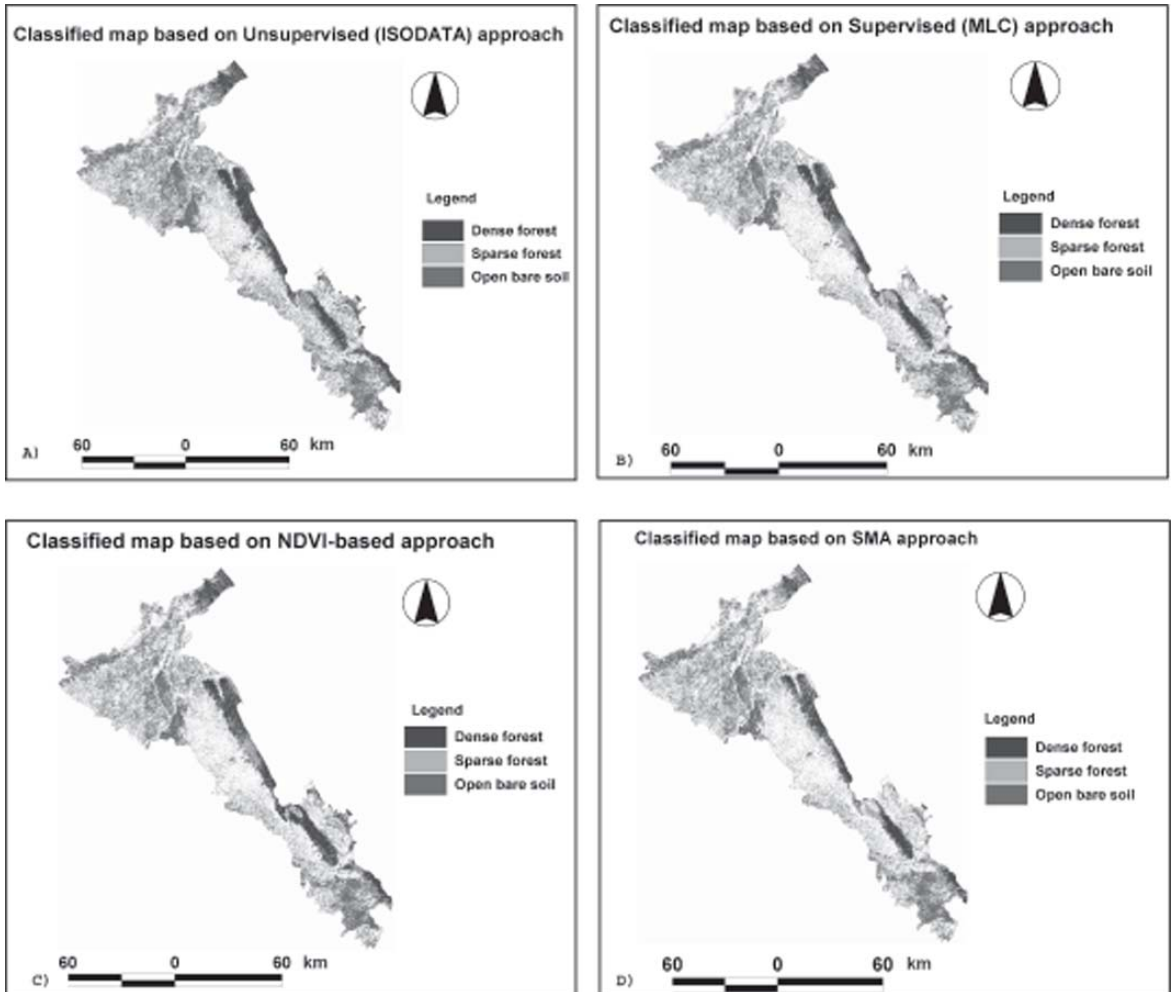 Classified map based on Unsupervised (ISODATA) approach
Legend
Dense forest
Sparse forest
Open bare soil
60 0 60 km
A)
Classified map based on Supervised (MLC) approach
Legend
Dense forest
Sparse forest
Open bare soil
60 0 60 km
B)
Classified map based on NDVI-based approach
Legend
Dense forest
Sparse forest
Open bare soil
60 0 60 km
C)
Classified map based on SMA approach
Legend
Dense forest
Sparse forest
Open bare soil
60 0 60 km
D)